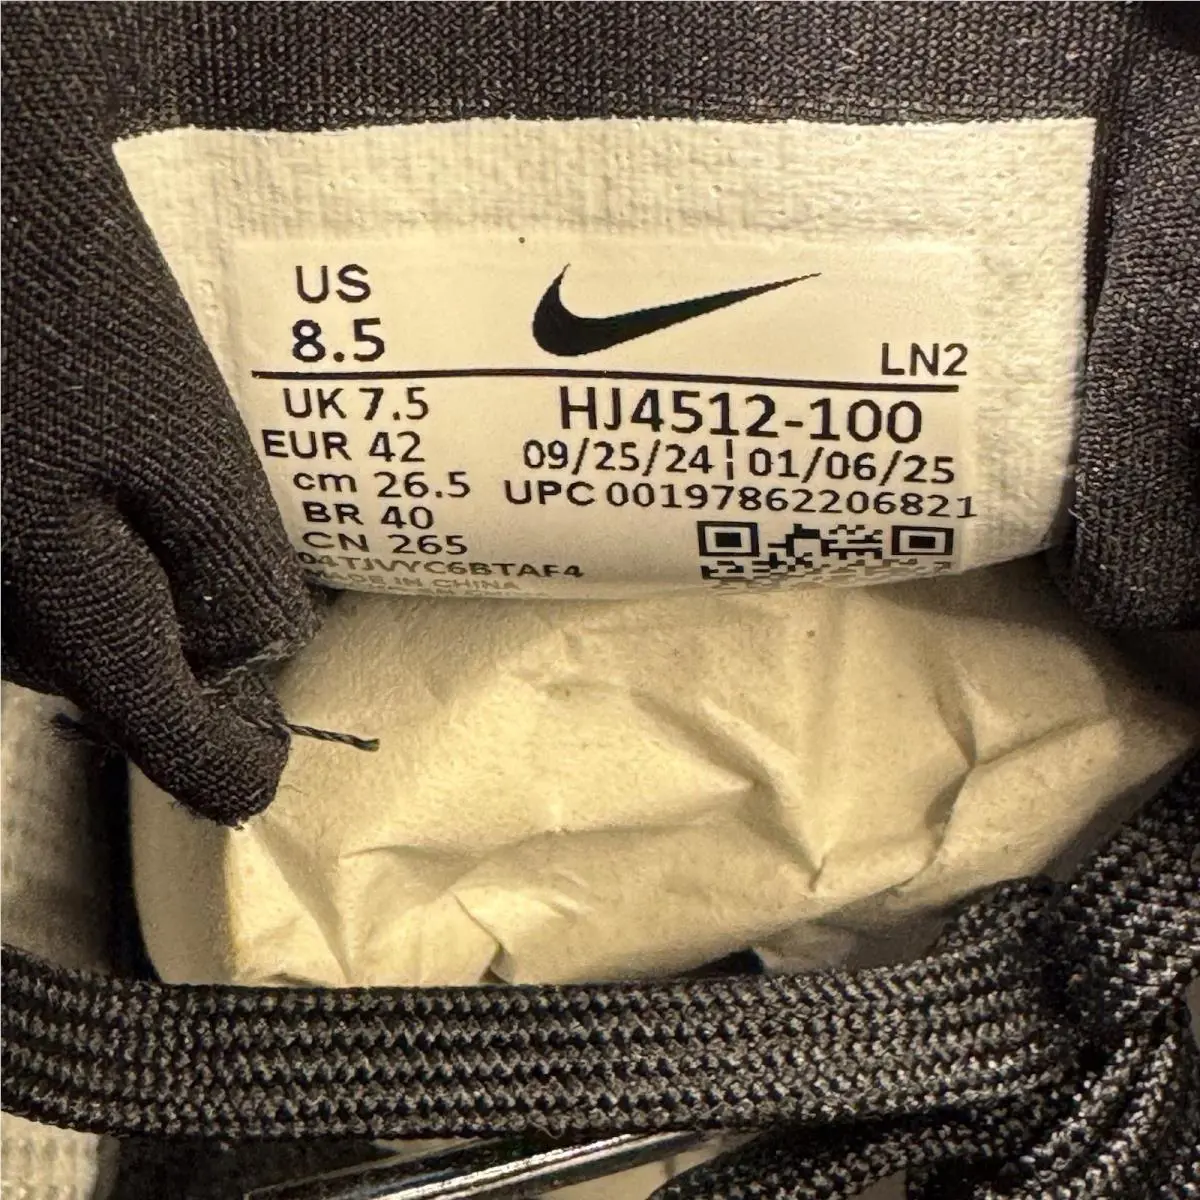 US
8.5
LN2
UK 7.5
HJ4512-100
EUR 42
09/25/24 ¦ 01/06/25
cm 26.5
UPC 00197862206821
BR 40
CN 265
04TJVYC6BTAF4
MADE IN CHINA